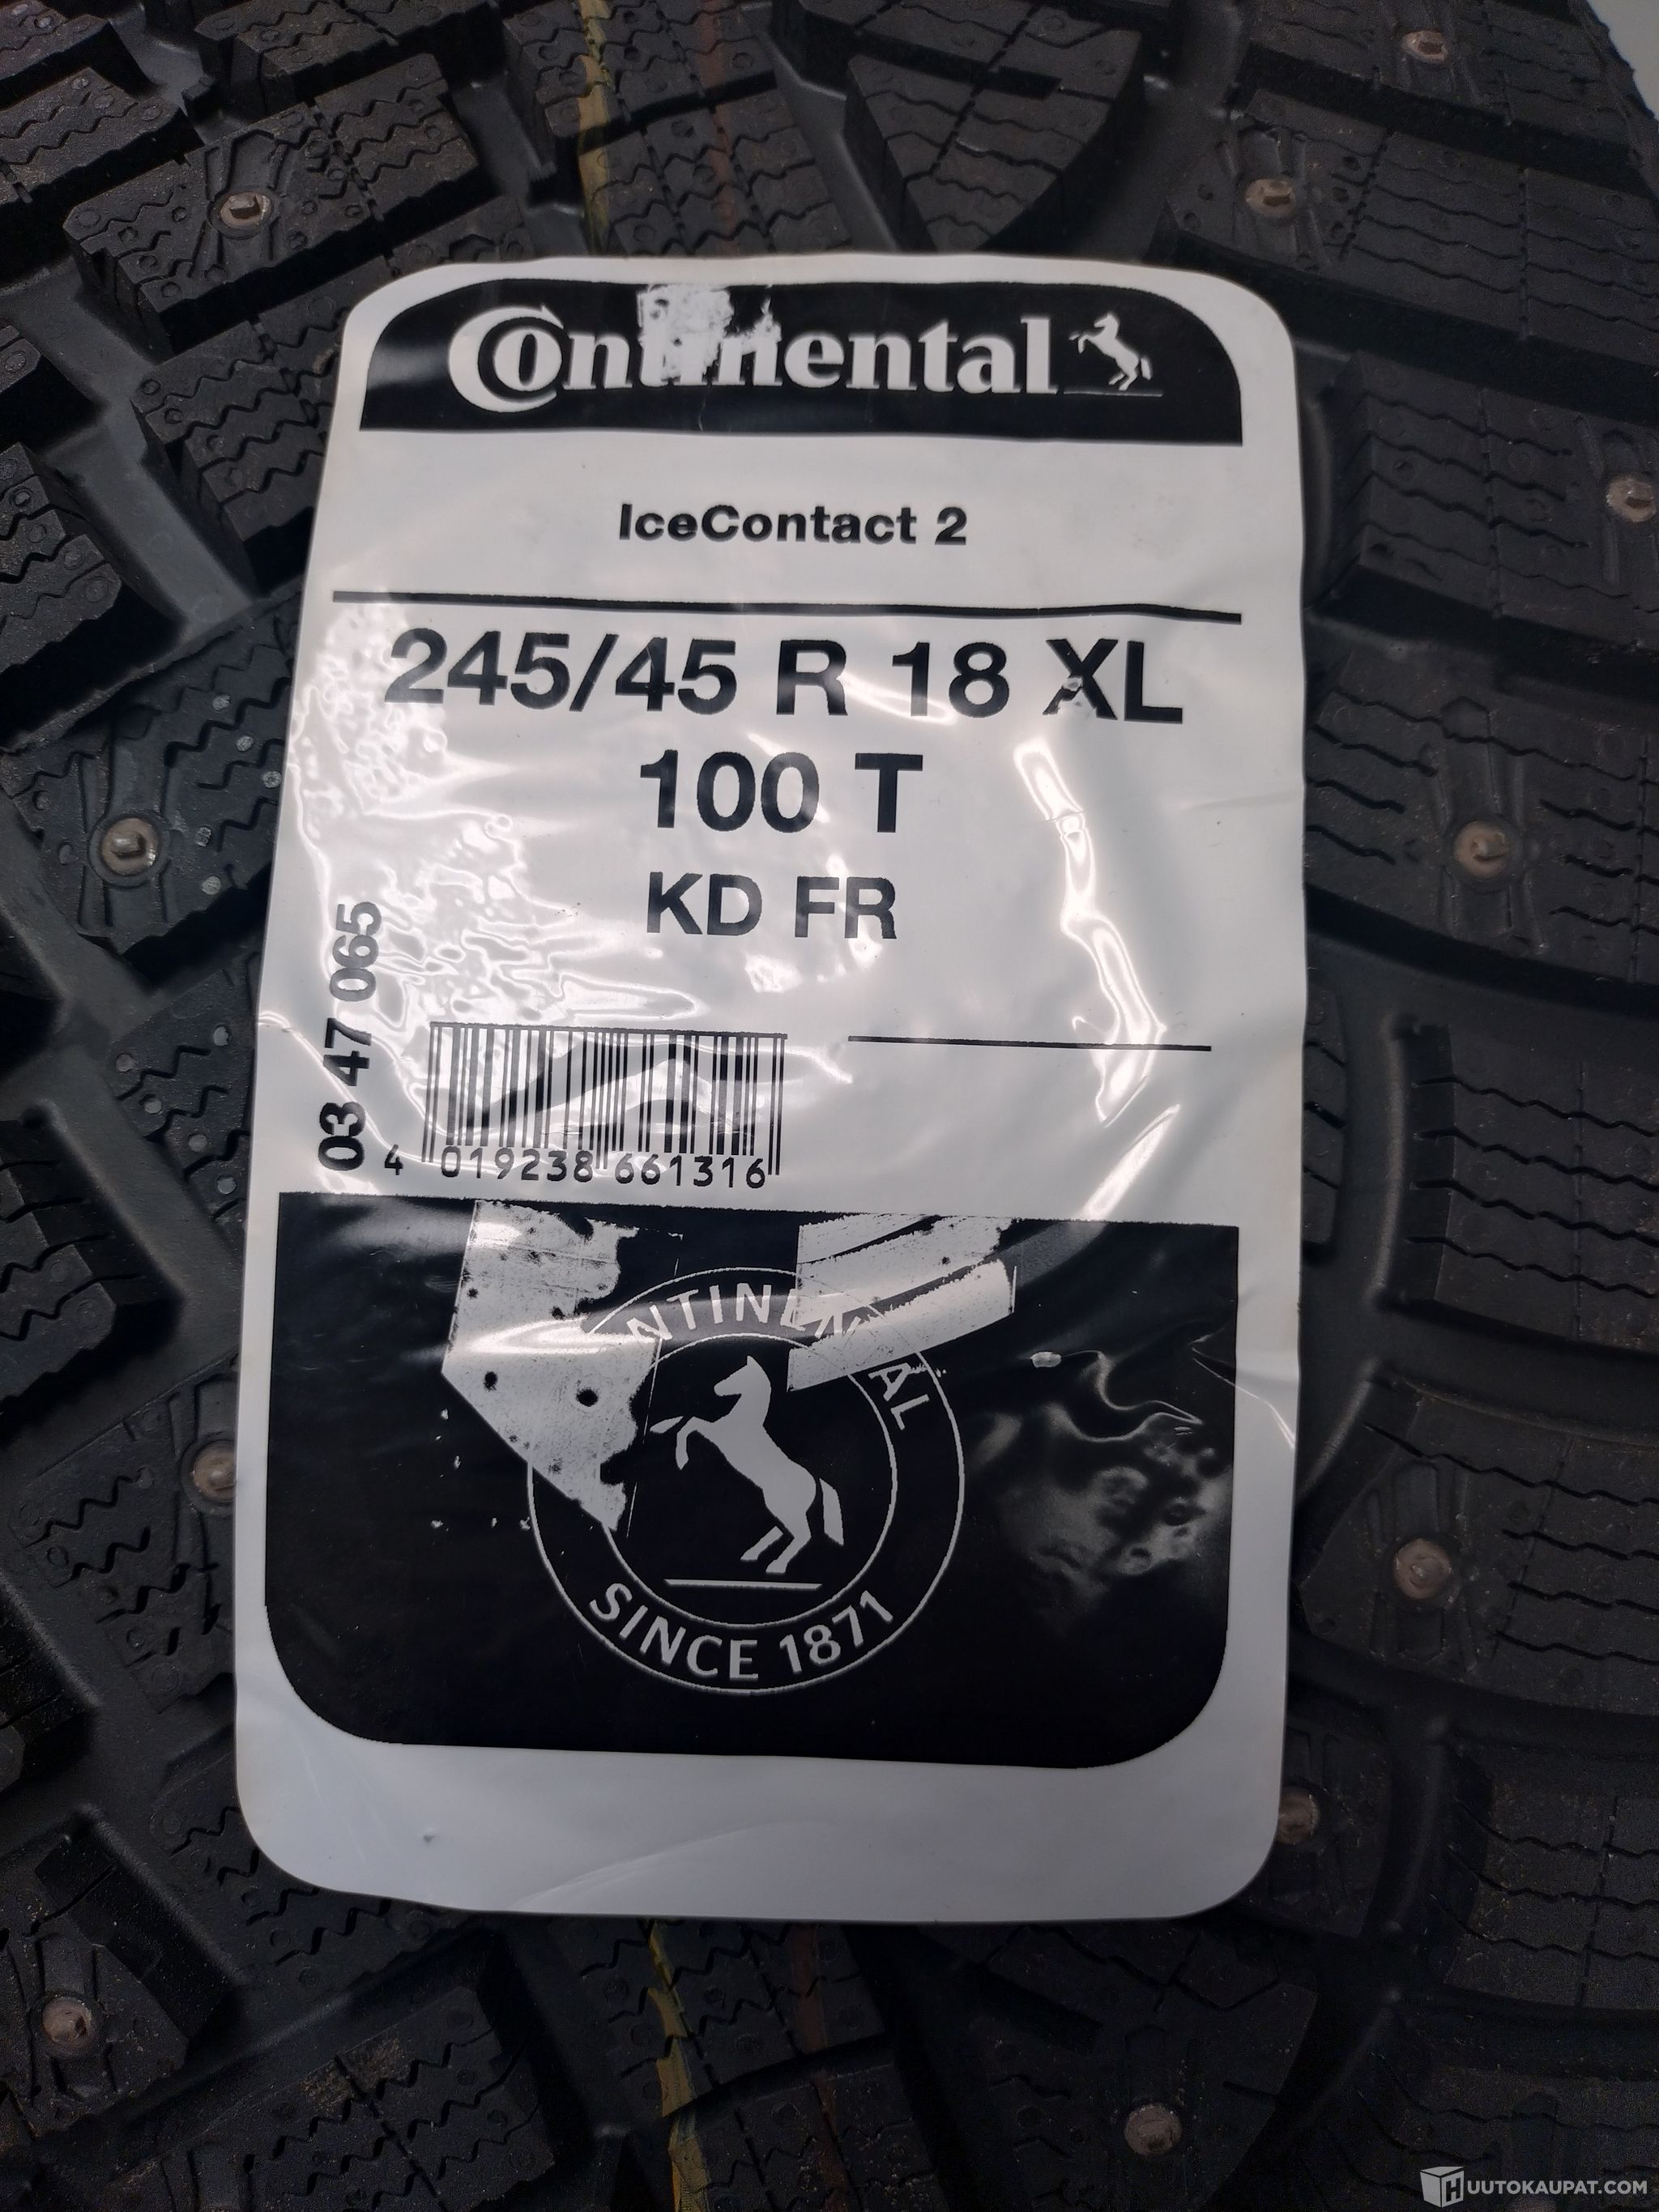 Continental
IceContact 2
245/45 R 18 XL
100 T
KD FR
03 47 065
4 019238 661316
CONTINENTAL
SINCE 1871
HUUTOKAUPAT.COM